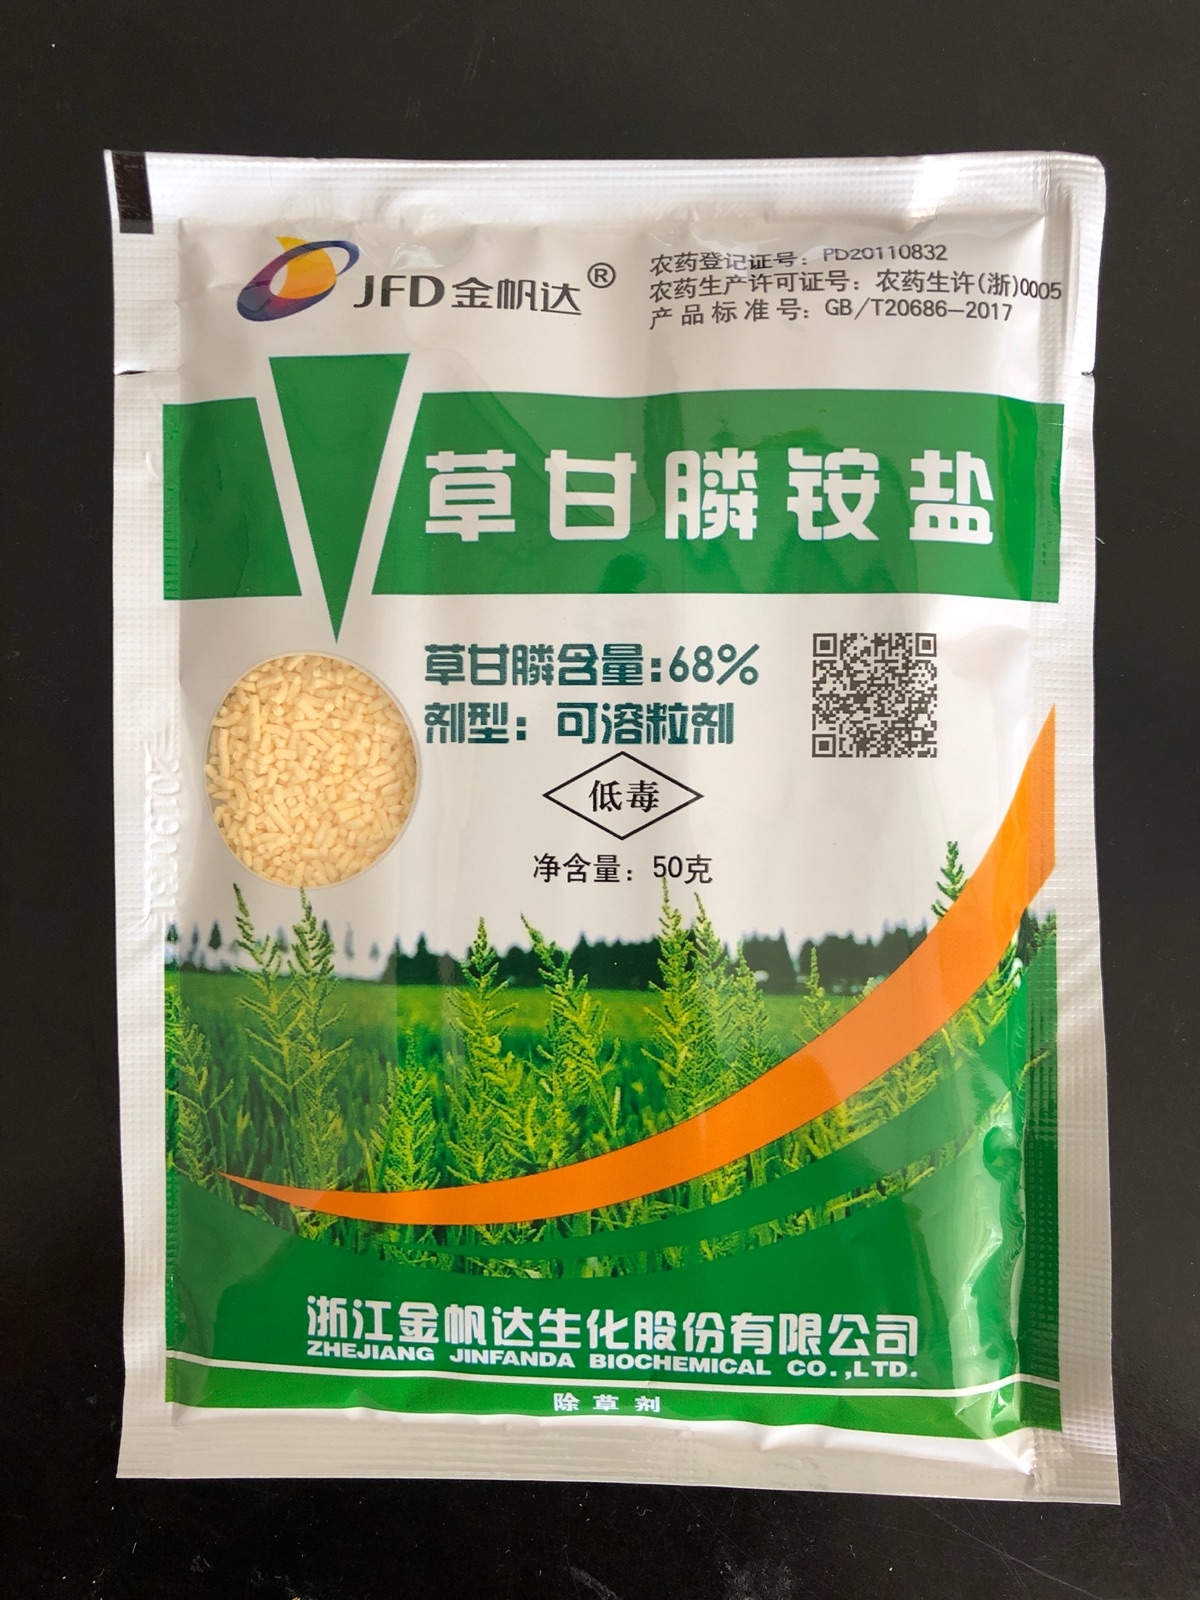 JFD金帆达®
农药登记证号：PD20110832
农药生产许可证号：农药生许(浙)0005
产品标准号：GB/T20686-2017
草甘膦铵盐
草甘膦含量:68%
剂型：可溶粒剂
低毒
净含量：50克
浙江金帆达生化股份有限公司
ZHEJIANG JINFANDA BIOCHEMICAL CO.,LTD.
除草剂